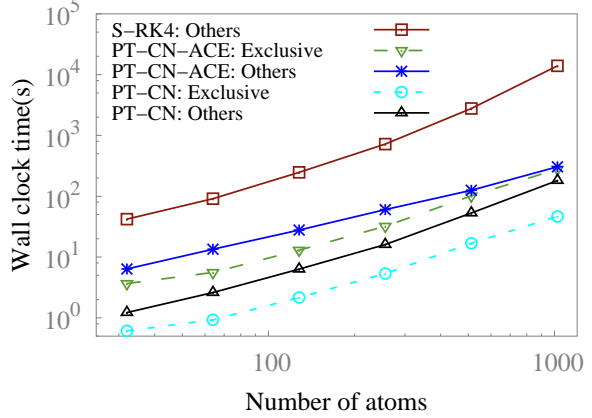 10^5
10^4
10^3
10^2
10^1
10^0
Wall clock time(s)
S-RK4: Others
PT-CN-ACE: Exclusive
PT-CN-ACE: Others
PT-CN: Exclusive
PT-CN: Others
100
1000
Number of atoms